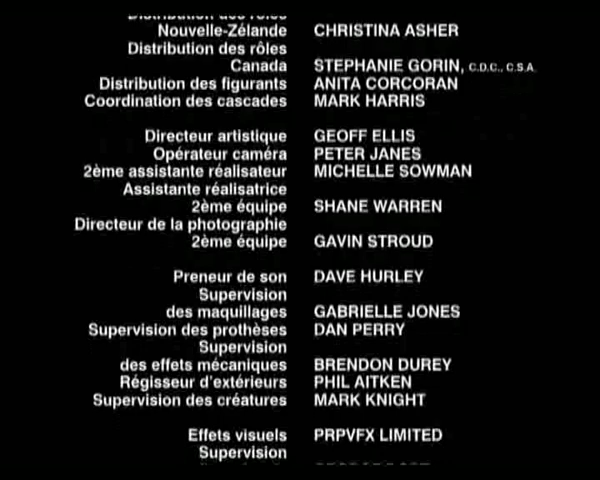 Distribution des rôles
Nouvelle-Zélande CHRISTINA ASHER
Distribution des rôles
Canada STEPHANIE GORIN, C.D.C., C.S.A.
Distribution des figurants ANITA CORCORAN
Coordination des cascades MARK HARRIS
Directeur artistique GEOFF ELLIS
Opérateur caméra PETER JANES
2ème assistante réalisateur MICHELLE SOWMAN
Assistante réalisatrice
2ème équipe SHANE WARREN
Directeur de la photographie
2ème équipe GAVIN STROUD
Preneur de son DAVE HURLEY
Supervision
des maquillages GABRIELLE JONES
Supervision des prothèses DAN PERRY
Supervision
des effets mécaniques BRENDON DUREY
Régisseur d'extérieurs PHIL AITKEN
Supervision des créatures MARK KNIGHT
Effets visuels PRPVFX LIMITED
Supervision